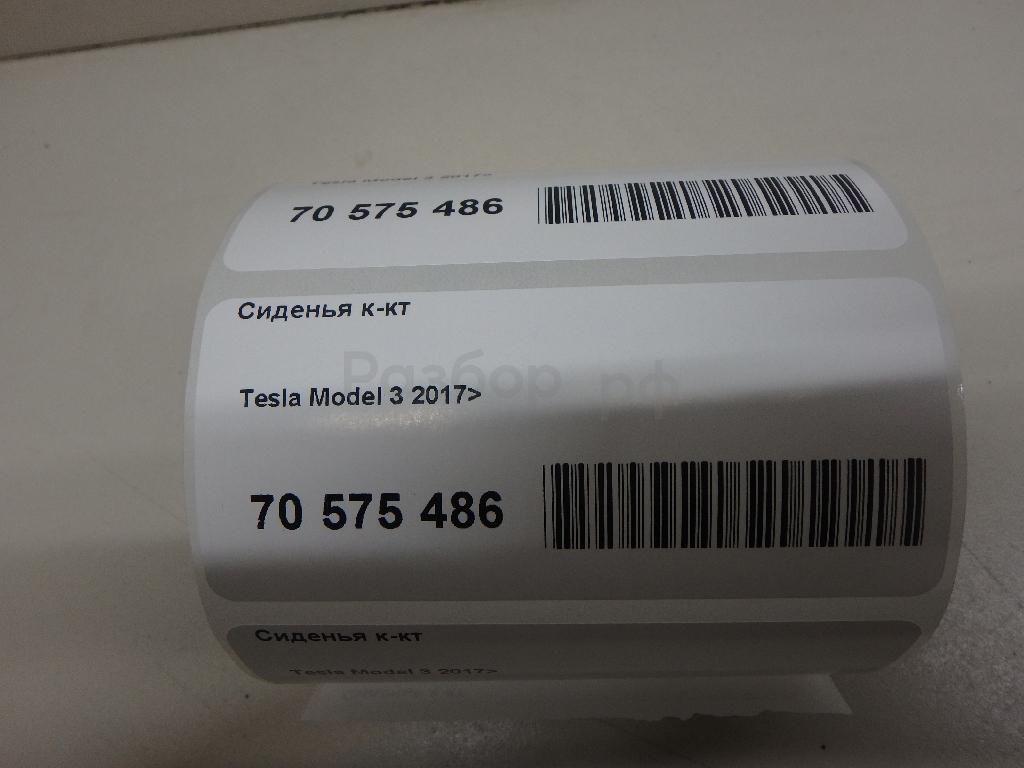 Tesla Model 3 2017>
70 575 486
Сиденья к-кт
Разбор рф
Tesla Model 3 2017>
70 575 486
Сиденья к-кт
Tesla Model 3 2017>